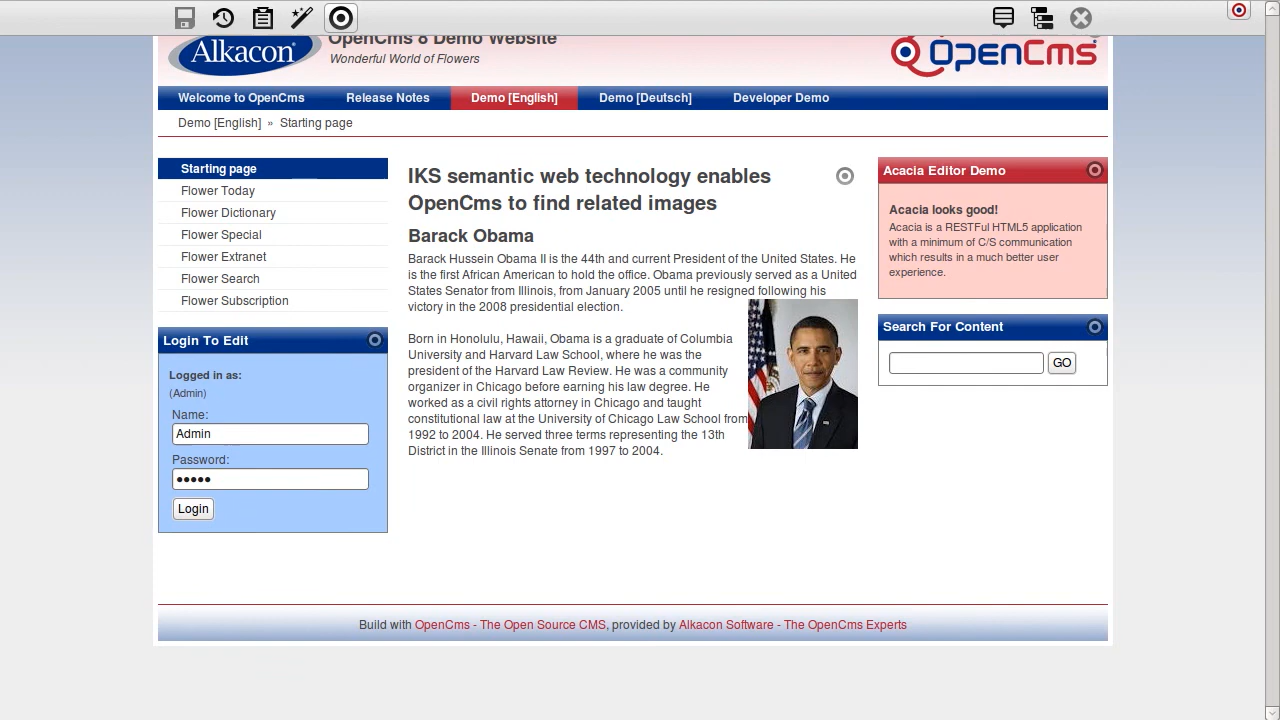 Alkacon
OpenCms 8 Demo Website
Wonderful World of Flowers
OpenCms
Welcome to OpenCms
Release Notes
Demo [English]
Demo [Deutsch]
Developer Demo
Demo [English] » Starting page
Starting page
Flower Today
Flower Dictionary
Flower Special
Flower Extranet
Flower Search
Flower Subscription
Login To Edit
Logged in as:
(Admin)
Name:
Admin
Password:
●●●●●
Login
IKS semantic web technology enables
OpenCms to find related images
Barack Obama
Barack Hussein Obama II is the 44th and current President of the United States. He
is the first African American to hold the office. Obama previously served as a United
States Senator from Illinois, from January 2005 until he resigned following his
victory in the 2008 presidential election.
Born in Honolulu, Hawaii, Obama is a graduate of Columbia
University and Harvard Law School, where he was the
president of the Harvard Law Review. He was a community
organizer in Chicago before earning his law degree. He
worked as a civil rights attorney in Chicago and taught
constitutional law at the University of Chicago Law School from
1992 to 2004. He served three terms representing the 13th
District in the Illinois Senate from 1997 to 2004.
Acacia Editor Demo
Acacia looks good!
Acacia is a RESTFul HTML5 application
with a minimum of C/S communication
which results in a much better user
experience.
Search For Content
GO
Build with OpenCms - The Open Source CMS, provided by Alkacon Software - The OpenCms Experts